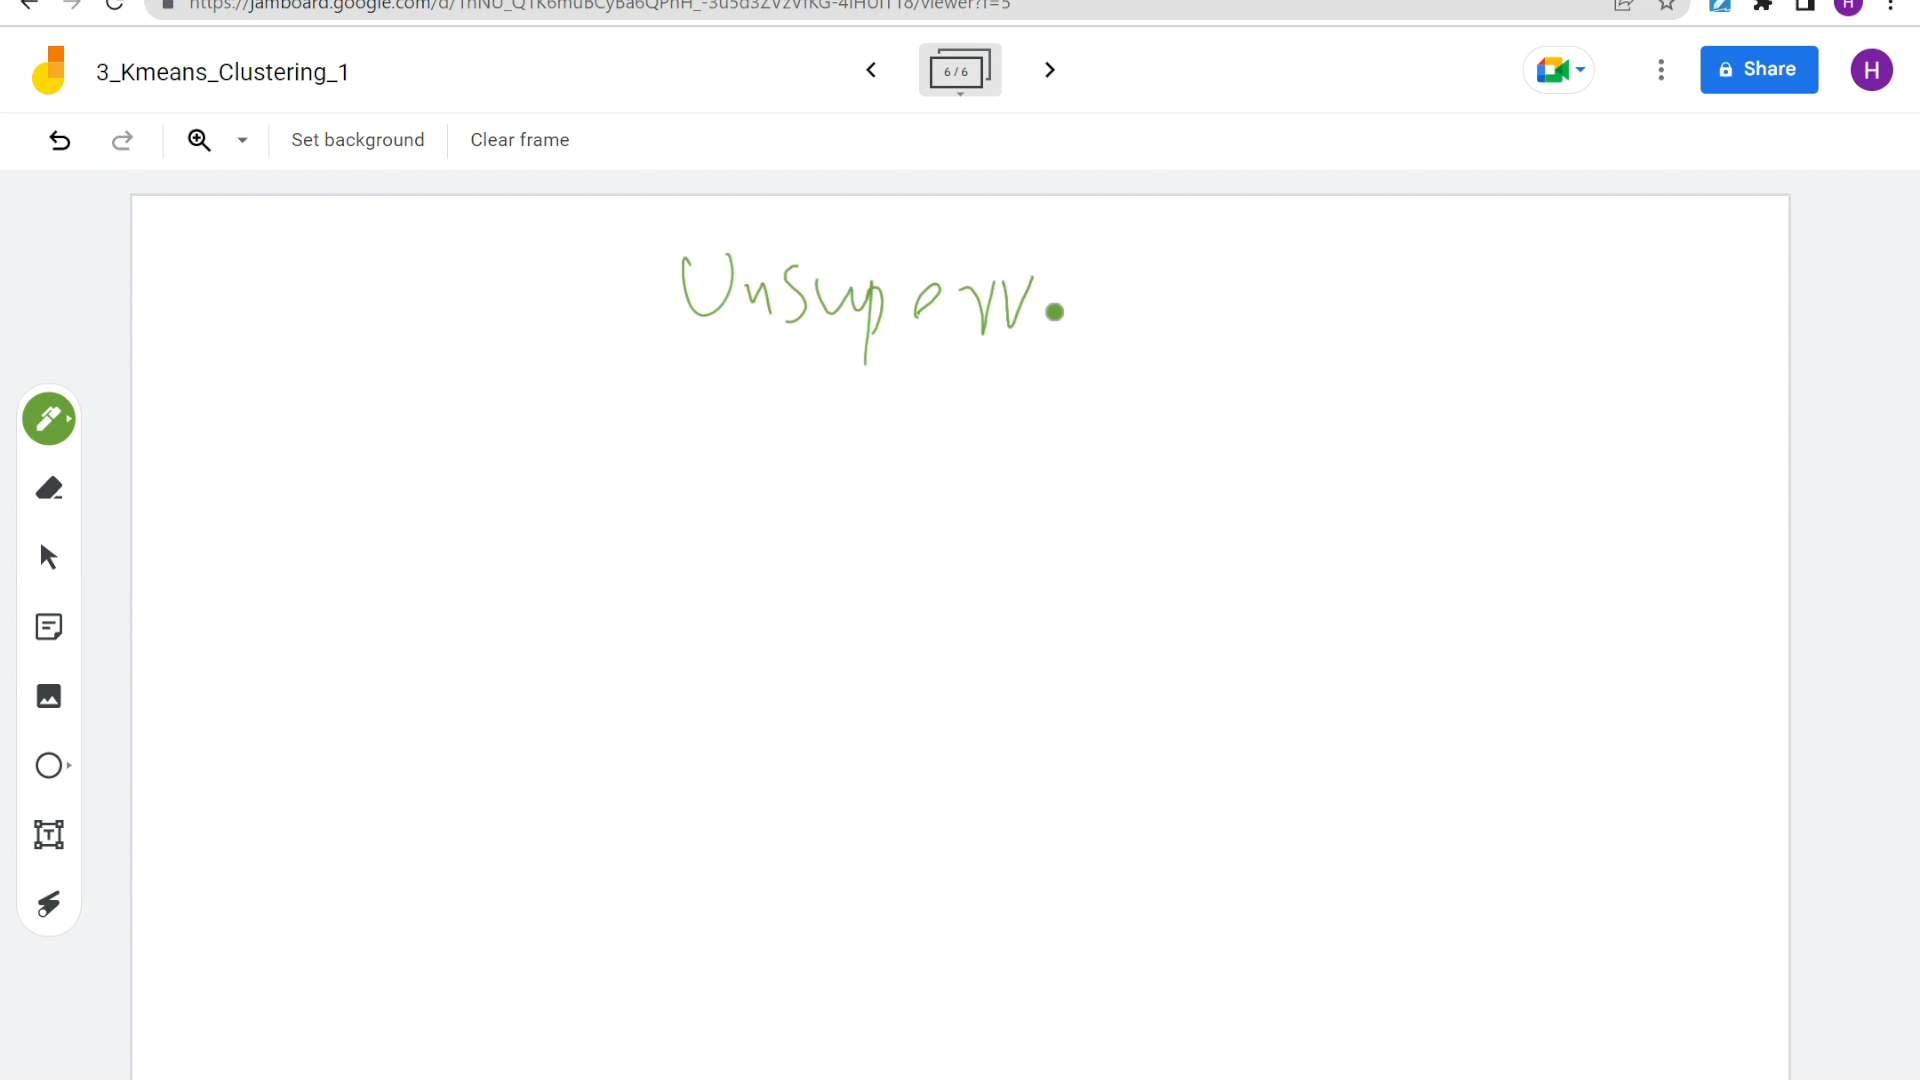 3_Kmeans_Clustering_1
6 / 6
Share
H
Set background
Clear frame
Unsuperv